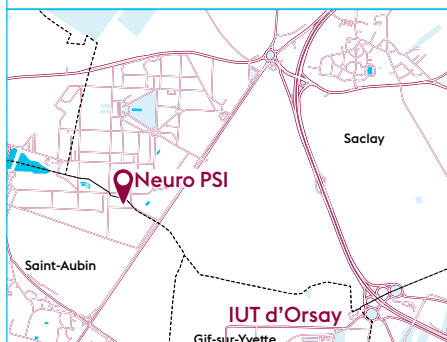 Saclay
Neuro PSI
Saint-Aubin
IUT d'Orsay
Gif-sur-Yvette